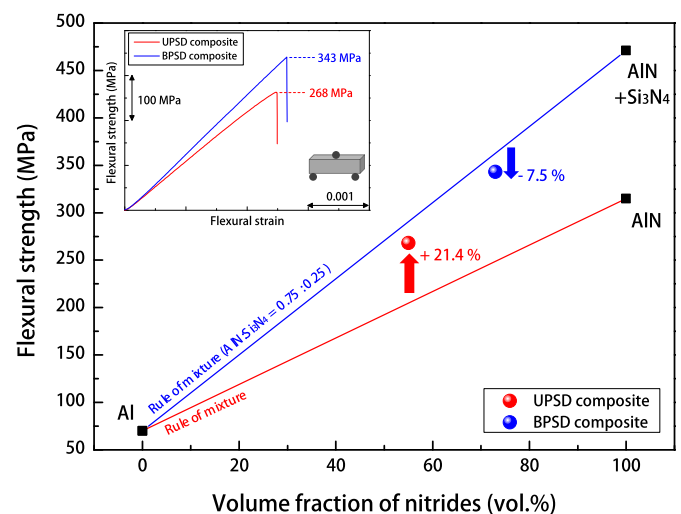 Flexural strength (MPa)
500
450
400
350
300
250
200
150
100
50
UPSD composite
BPSD composite
343 MPa
268 MPa
100 MPa
Flexural strength (MPa)
Flexural strain
0.001
AlN
+Si3N4
- 7.5 %
AlN
+ 21.4 %
Rule of mixture (AlN:Si3N4 = 0.75 : 0.25)
Rule of mixture
Al
UPSD composite
BPSD composite
0
20
40
60
80
100
Volume fraction of nitrides (vol.%)